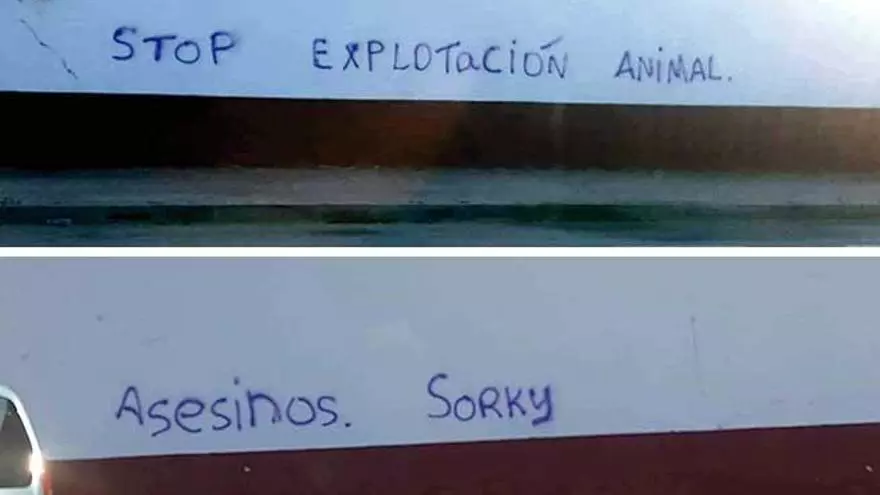 STOP EXPLOTaCIÓN ANiMAL.
Asesinos. SORKY